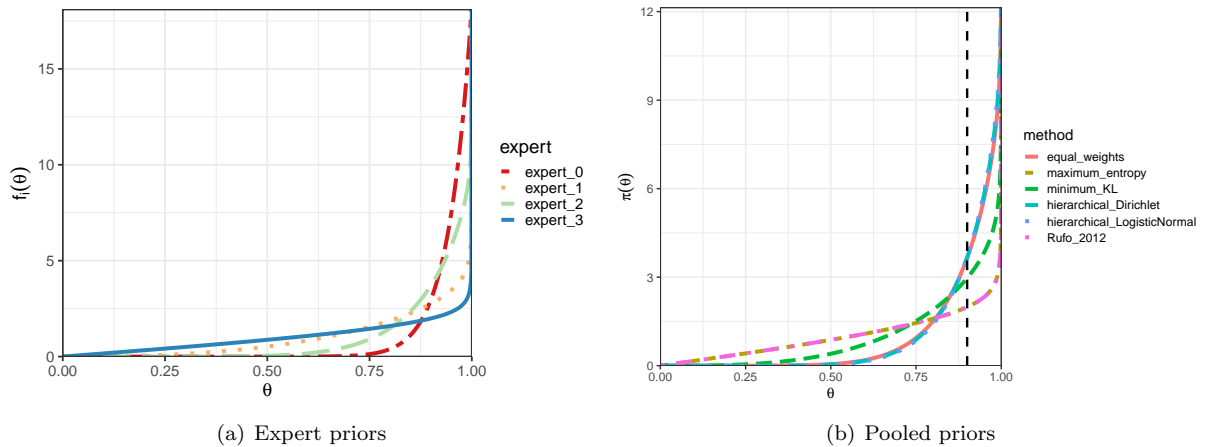 15
10
5
0
0.00
0.25
0.50
0.75
1.00
θ
fᵢ(θ)
expert
expert_0
expert_1
expert_2
expert_3
(a) Expert priors
12
9
6
3
0
0.00
0.25
0.50
0.75
1.00
θ
π(θ)
method
equal_weights
maximum_entropy
minimum_KL
hierarchical_Dirichlet
hierarchical_LogisticNormal
Rufo_2012
(b) Pooled priors